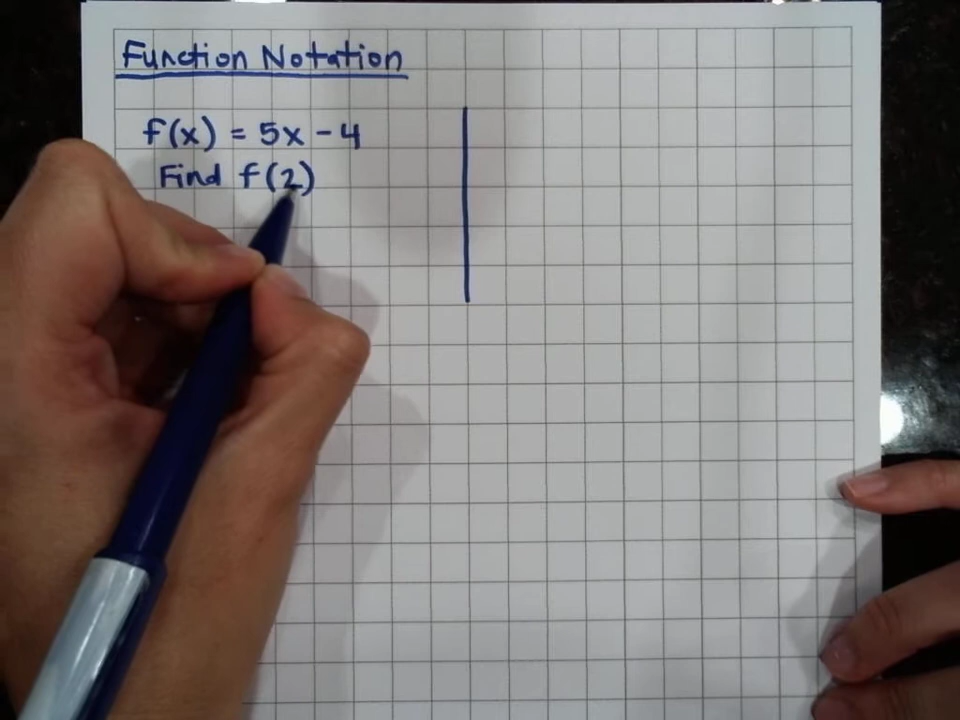 Function Notation
f(x) = 5x - 4
Find f(2)